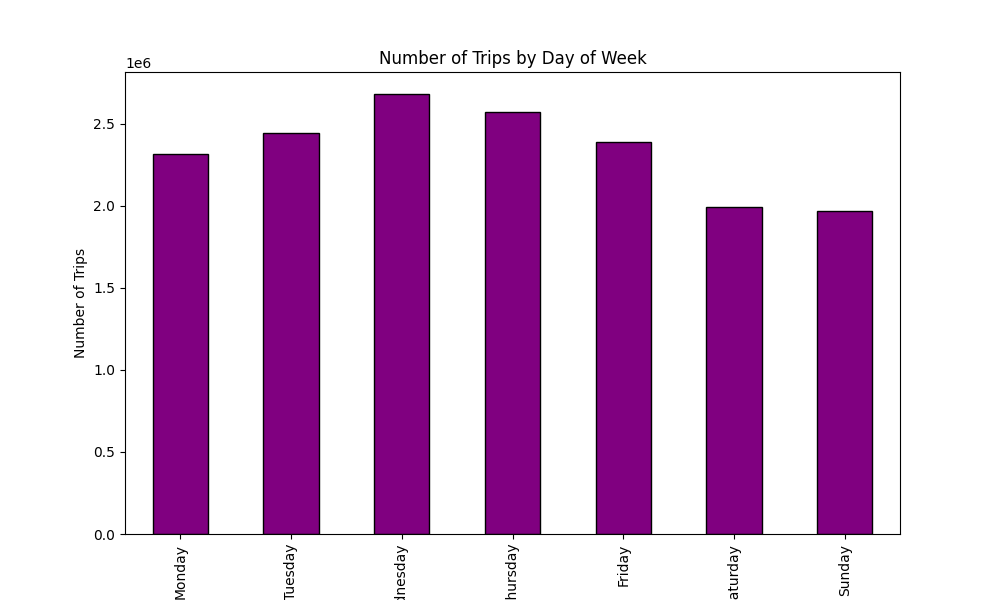 Number of Trips by Day of Week
1e6
2.5
2.0
1.5
1.0
0.5
0.0
Number of Trips
Monday
Tuesday
dnesday
hursday
Friday
aturday
Sunday